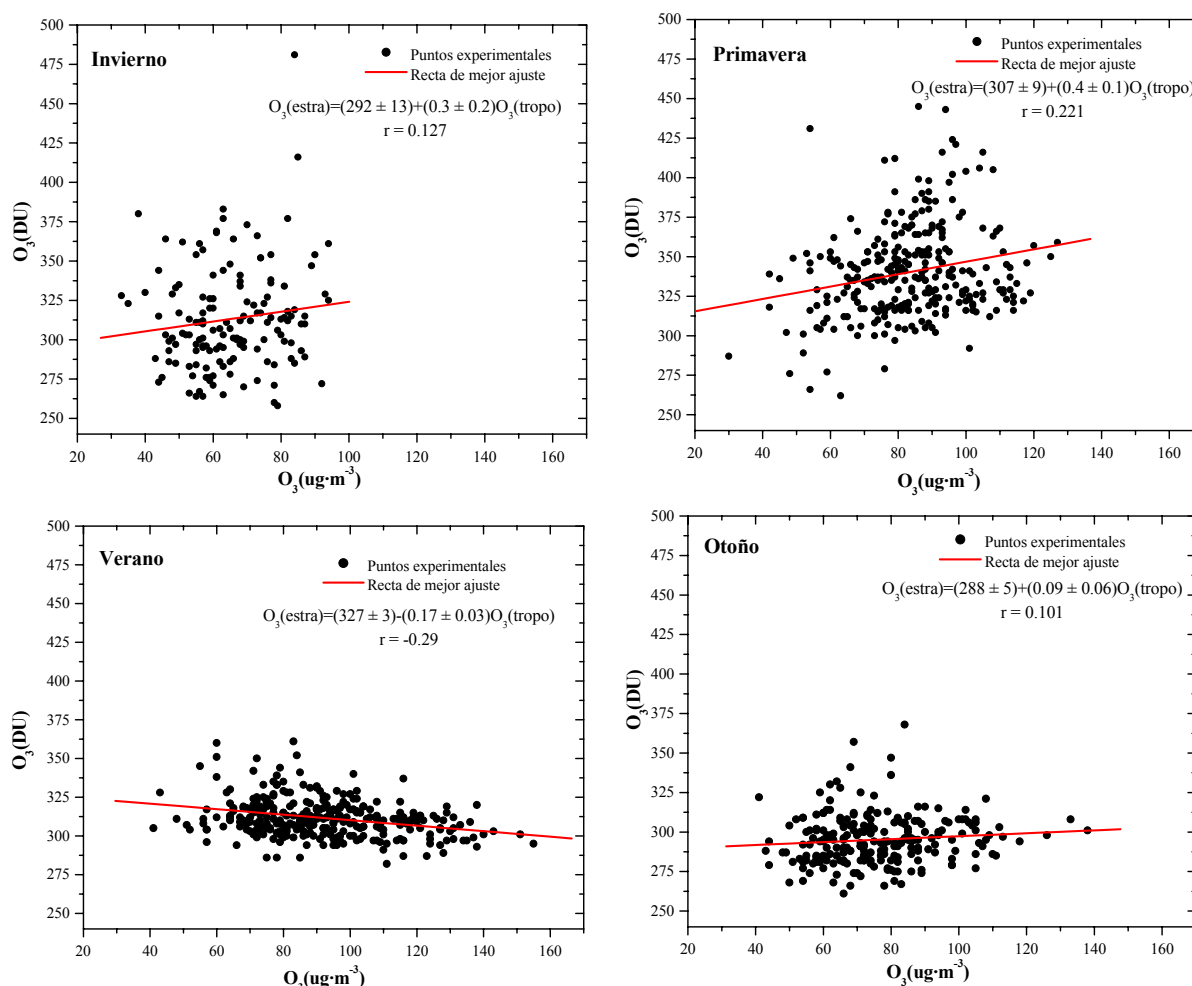 Invierno
Puntos experimentales
Recta de mejor ajuste
O₃(estra)=(292 ± 13)+(0.3 ± 0.2)O₃(tropo)
r = 0.127
500
475
450
425
400
375
350
325
300
275
250
O₃(DU)
20 40 60 80 100 120 140 160
O₃(ug·m⁻³)
Primavera
Puntos experimentales
Recta de mejor ajuste
O₃(estra)=(307 ± 9)+(0.4 ± 0.1)O₃(tropo)
r = 0.221
500
475
450
425
400
375
350
325
300
275
250
O₃(DU)
20 40 60 80 100 120 140 160
O₃(ug·m⁻³)
Verano
Puntos experimentales
Recta de mejor ajuste
O₃(estra)=(327 ± 3)-(0.17 ± 0.03)O₃(tropo)
r = -0.29
500
475
450
425
400
375
350
325
300
275
250
O₃(DU)
20 40 60 80 100 120 140 160
O₃(ug·m⁻³)
Otoño
Puntos experimentales
Recta de mejor ajuste
O₃(estra)=(288 ± 5)+(0.09 ± 0.06)O₃(tropo)
r = 0.101
500
475
450
425
400
375
350
325
300
275
250
O₃(DU)
20 40 60 80 100 120 140 160
O₃(ug·m⁻³)